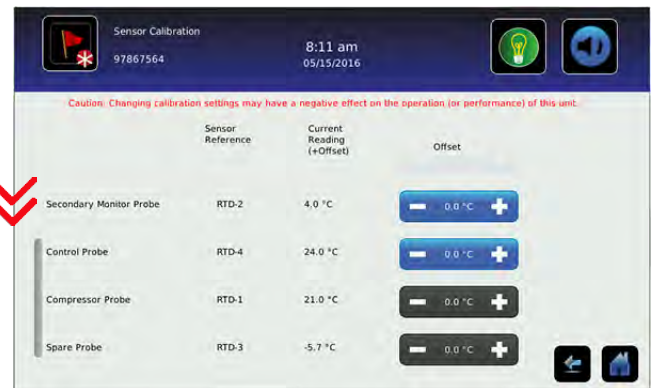 Sensor Calibration
97867564
8:11 am
05/15/2016
Caution: Changing calibration settings may have a negative effect on the operation (or performance) of this unit.
Sensor
Reference
Current
Reading
(+Offset)
Offset
Secondary Monitor Probe RTD-2 4.0 °C 0.0 °C
Control Probe RTD-4 24.0 °C 0.0 °C
Compressor Probe RTD-1 21.0 °C 0.0 °C
Spare Probe RTD-3 -5.7 °C 0.0 °C